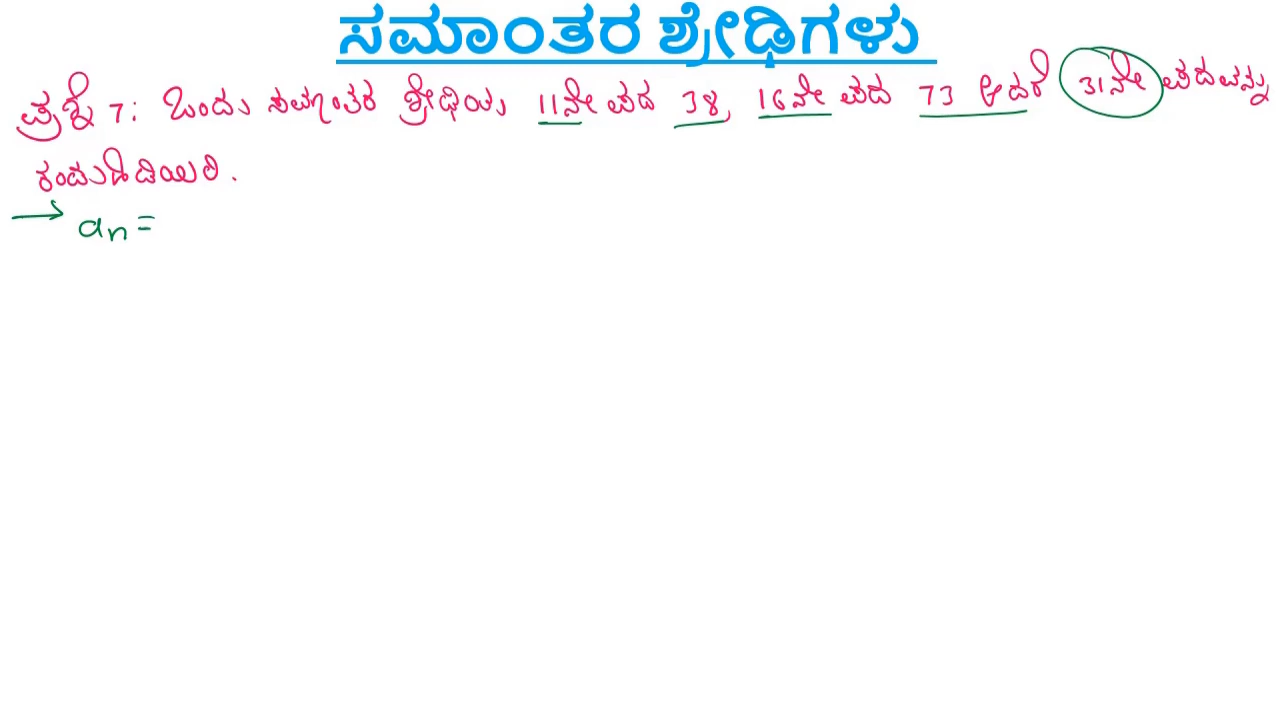 ಸಮಾಂತರ ಶ್ರೇಢಿಗಳು
ಪ್ರಶ್ನೆ 7: ಒಂದು ಸಮಾಂತರ ಶ್ರೇಢಿಯ 11ನೇ ಪದ 38, 16ನೇ ಪದ 73 ಆದರೆ 31ನೇ ಪದವನ್ನು
ಕಂಡುಹಿಡಿಯಿರಿ.
→ aₙ =